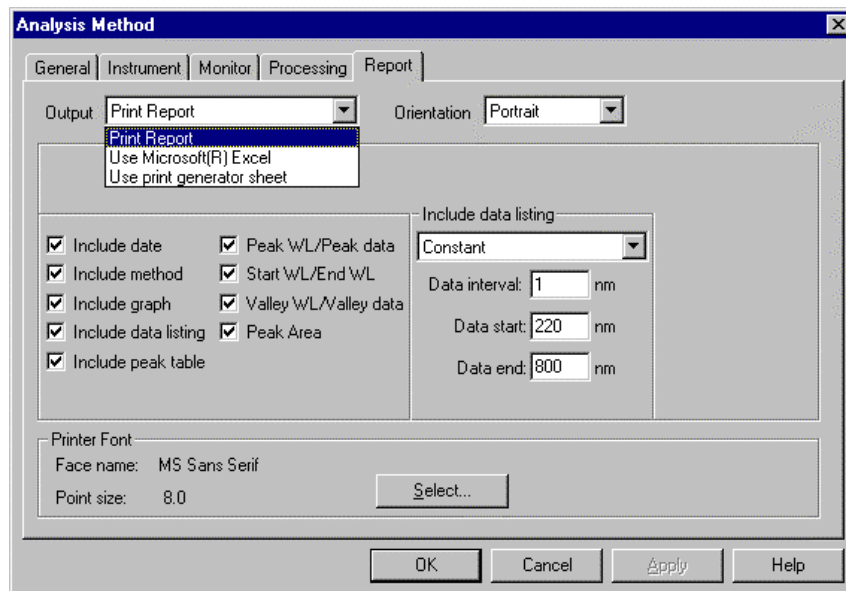 Analysis Method
General Instrument Monitor Processing Report
Output Print Report Orientation Portrait
Print Report
Use Microsoft(R) Excel
Use print generator sheet
Include data listing
Constant
Include date Peak WL/Peak data
Include method Start WL/End WL
Include graph Valley WL/Valley data
Include data listing Peak Area
Include peak table
Data interval: 1 nm
Data start: 220 nm
Data end: 800 nm
Printer Font
Face name: MS Sans Serif
Point size: 8.0
Select...
OK Cancel Apply Help